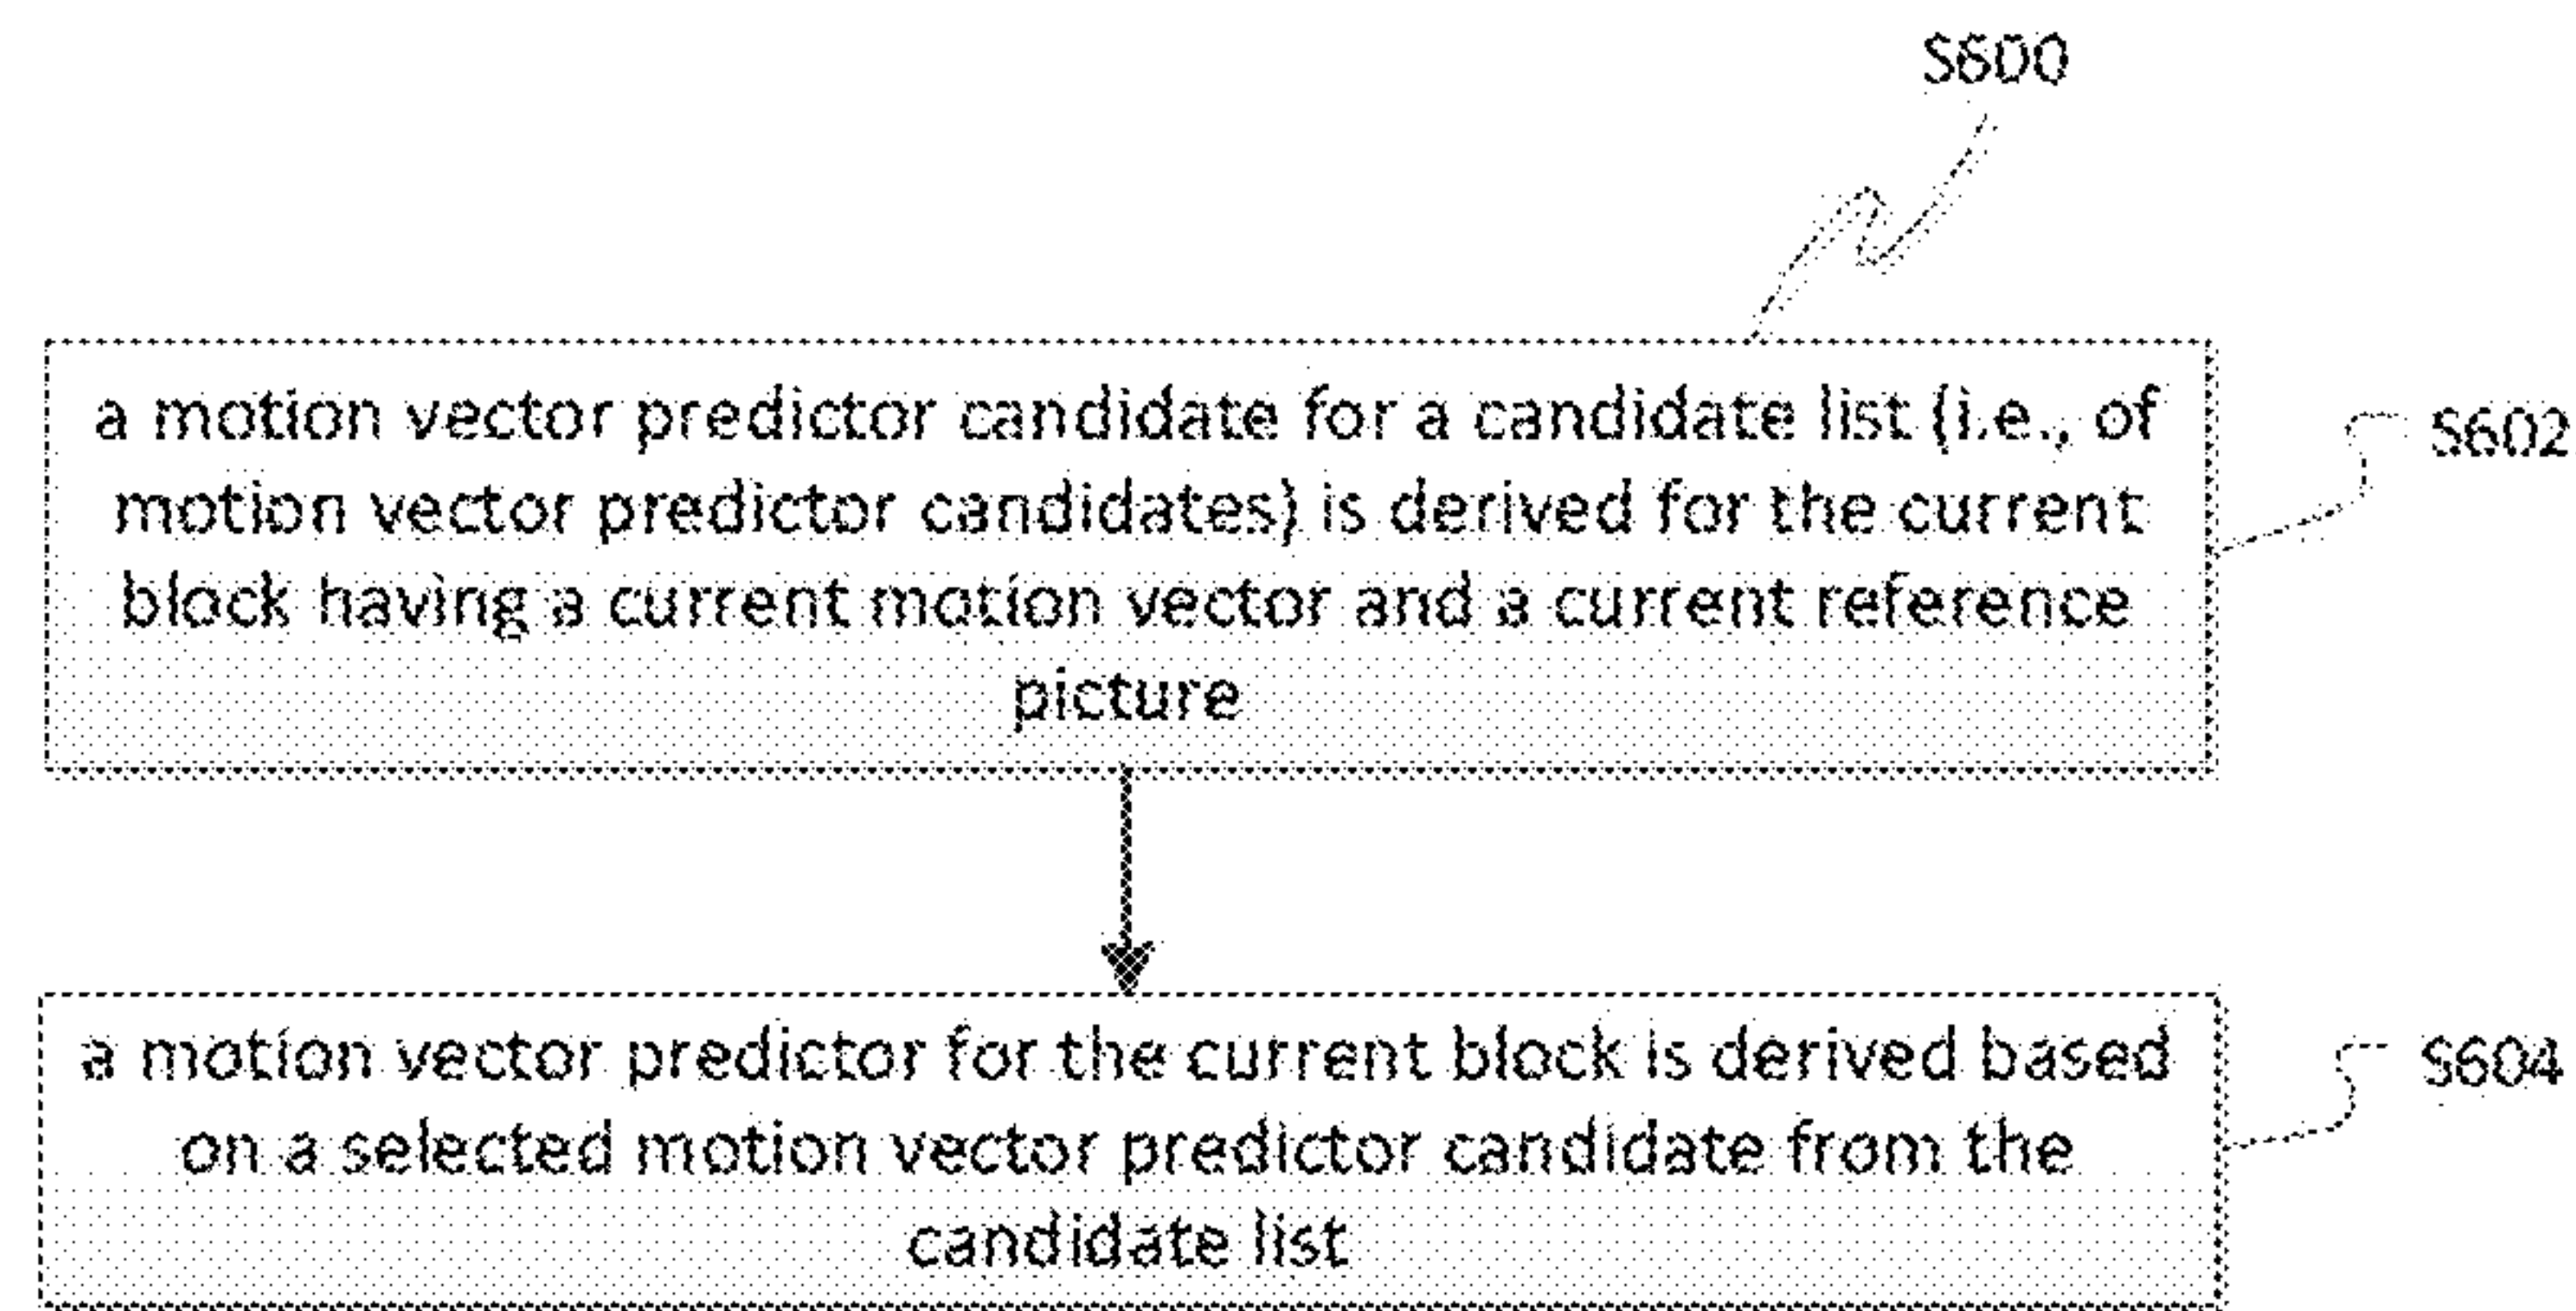 S600
a motion vector predictor candidate for a candidate list (i.e., of
motion vector predictor candidates) is derived for the current
block having a current motion vector and a current reference
picture
S602
a motion vector predictor for the current block is derived based
on a selected motion vector predictor candidate from the
candidate list
S604